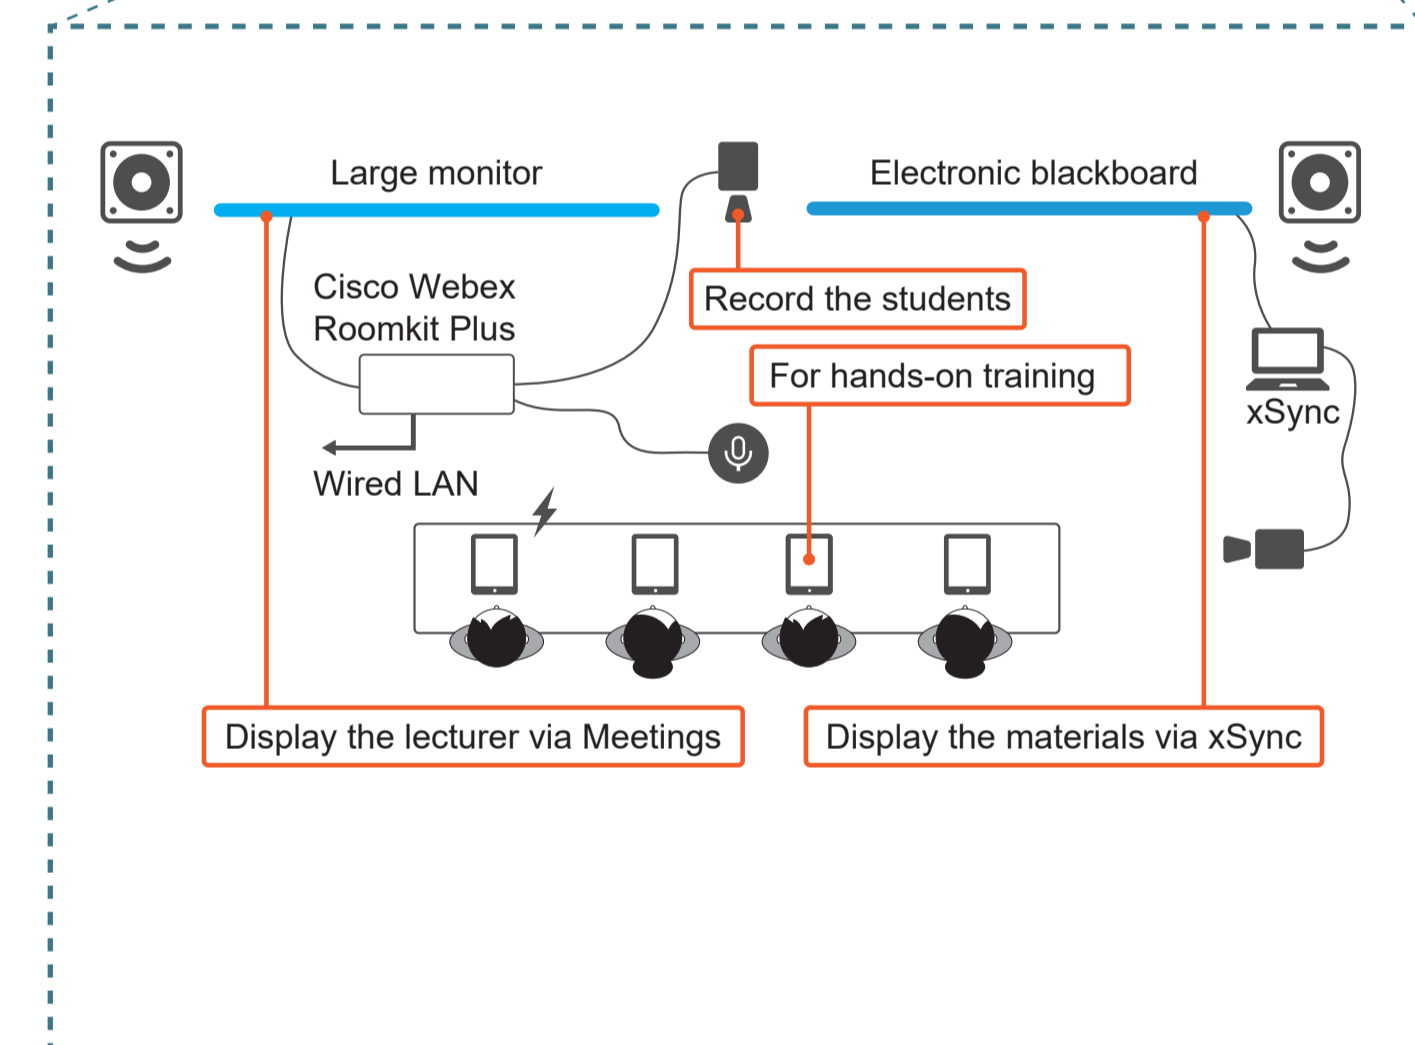 Large monitor
Electronic blackboard
Cisco Webex
Roomkit Plus
Record the students
For hands-on training
xSync
Wired LAN
Display the lecturer via Meetings
Display the materials via xSync